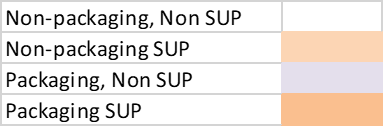 Non-packaging, Non SUP
Non-packaging SUP
Packaging, Non SUP
Packaging SUP